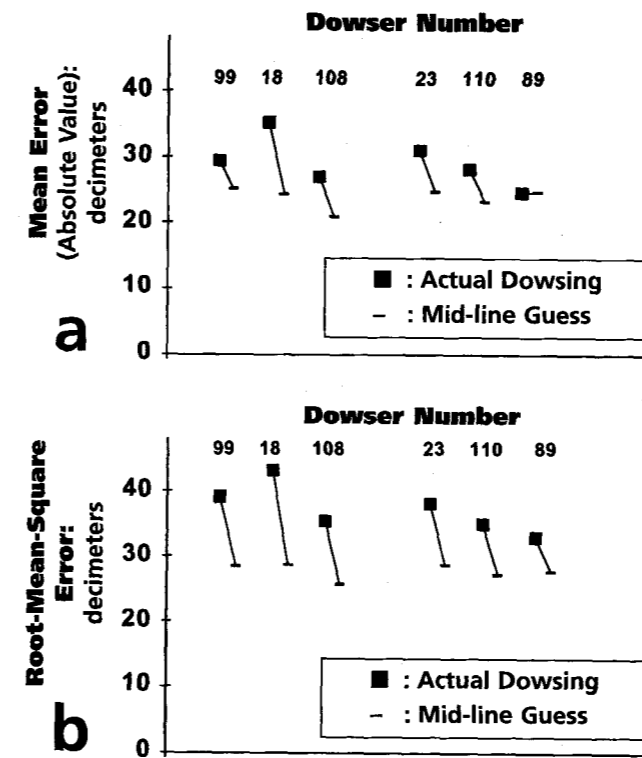 Dowser Number
99 18 108 23 110 89
Mean Error
(Absolute Value):
decimeters
40
30
20
10
0
■ : Actual Dowsing
– : Mid-line Guess
a
Dowser Number
99 18 108 23 110 89
Root-Mean-Square
Error:
decimeters
40
30
20
10
0
■ : Actual Dowsing
– : Mid-line Guess
b